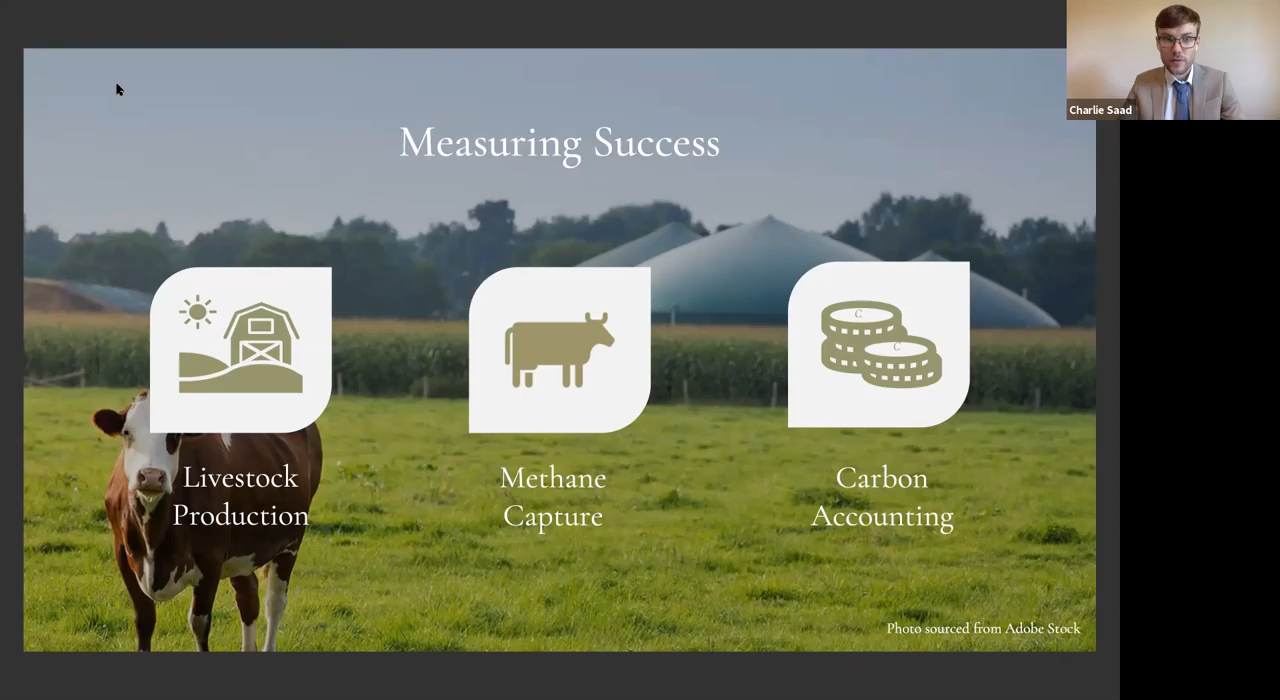 Charlie Saad
Measuring Success
C
C
Livestock
Production
Methane
Capture
Carbon
Accounting
Photo sourced from Adobe Stock